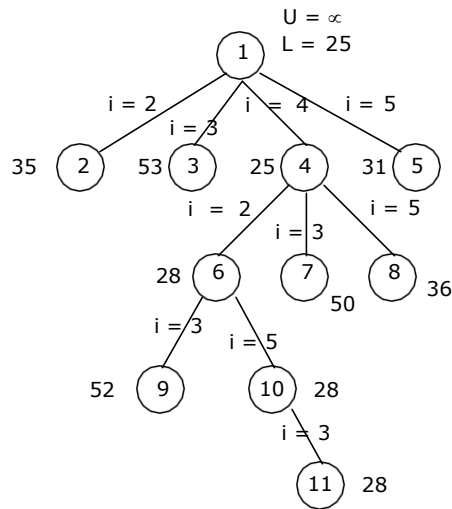 U = ∞
1
L = 25
i = 2
i = 3
i = 4
i = 5
35
2
53
3
25
4
31
5
i = 2
i = 3
i = 5
28
6
7
50
8
36
i = 3
i = 5
52
9
10
28
i = 3
11
28